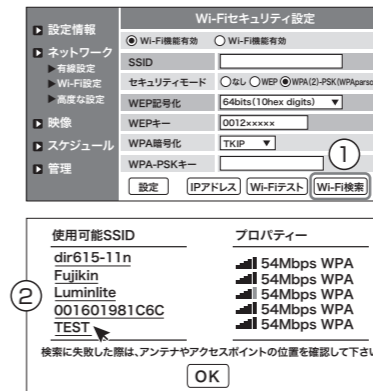 Wi-Fiセキュリティ設定
設定情報
ネットワーク
▶有線設定
▶Wi-Fi設定
▶高度な設定
映像
スケジュール
管理
Wi-Fi機能有効 Wi-Fi機能有効
SSID
セキュリティモード なし WEP WPA(2)-PSK(WPAparso
WEP記号化 64bits(10hex digits) ▼
WEPキー 0012×××××
WPA暗号化 TKIP ▼
WPA-PSKキー
①
設定 IPアドレス Wi-Fiテスト Wi-Fi検索
②
使用可能SSID プロパティー
dir615-11n 54Mbps WPA
Fujikin 54Mbps WPA
Luminlite 54Mbps WPA
001601981C6C 54Mbps WPA
TEST 54Mbps WPA
検索に失敗した際は、アンテナやアクセスポイントの位置を確認して下さい
OK